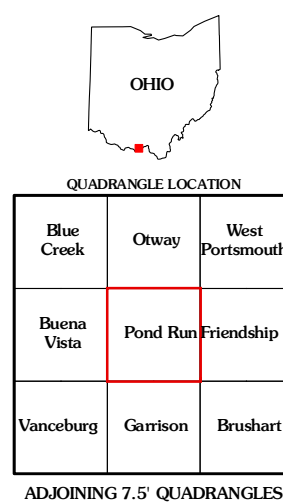 OHIO
QUADRANGLE LOCATION
Blue
Creek
Otway
West
Portsmouth
Buena
Vista
Pond Run
Friendship
Vanceburg
Garrison
Brushart
ADJOINING 7.5' QUADRANGLES